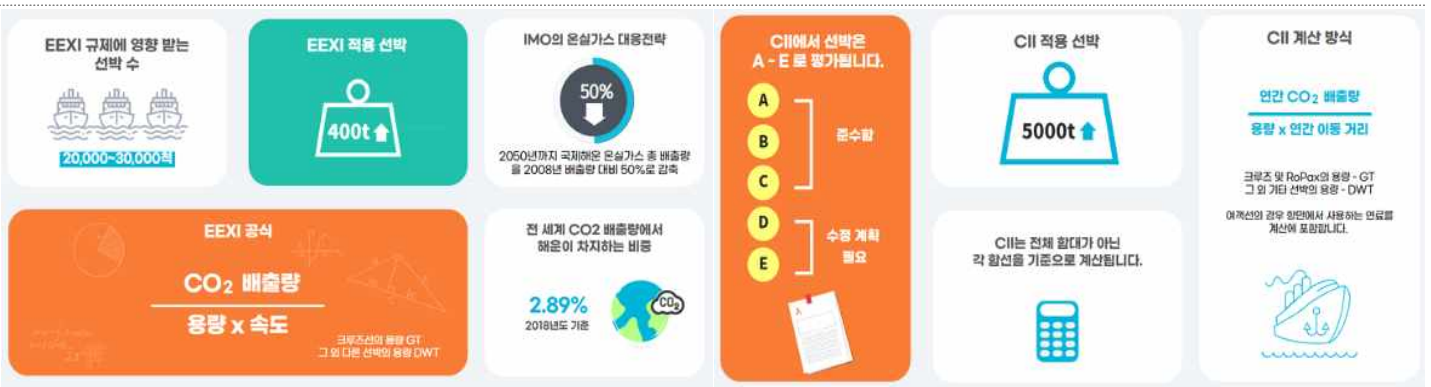 EEXI 규제에 영향 받는
선박 수
20,000~30,000척
EEXI 적용 선박
400t
IMO의 온실가스 대응전략
50%
2050년까지 국제해운 온실가스 총 배출량
을 2008년 배출량 대비 50%로 감축
EEXI 공식
CO2 배출량
용량 x 속도
크루즈선의 용량 GT
그 외 다른 선박의 용량 DWT
전 세계 CO2 배출량에서
해운이 차지하는 비중
2.89%
2018년도 기준
CO2
CII에서 선박은
A - E 로 평가됩니다.
A
B
C
준수함
D
E
수정 계획
필요
CII 적용 선박
5000t
CII는 전체 함대가 아닌
각 함선을 기준으로 계산됩니다.
CII 계산 방식
연간 CO2 배출량
용량 x 연간 이동 거리
크루즈 및 RoPax의 용량 - GT
그 외 기타 선박의 용량 - DWT
여객선의 경우 항만에서 사용하는 연료를
계산에 포함합니다.